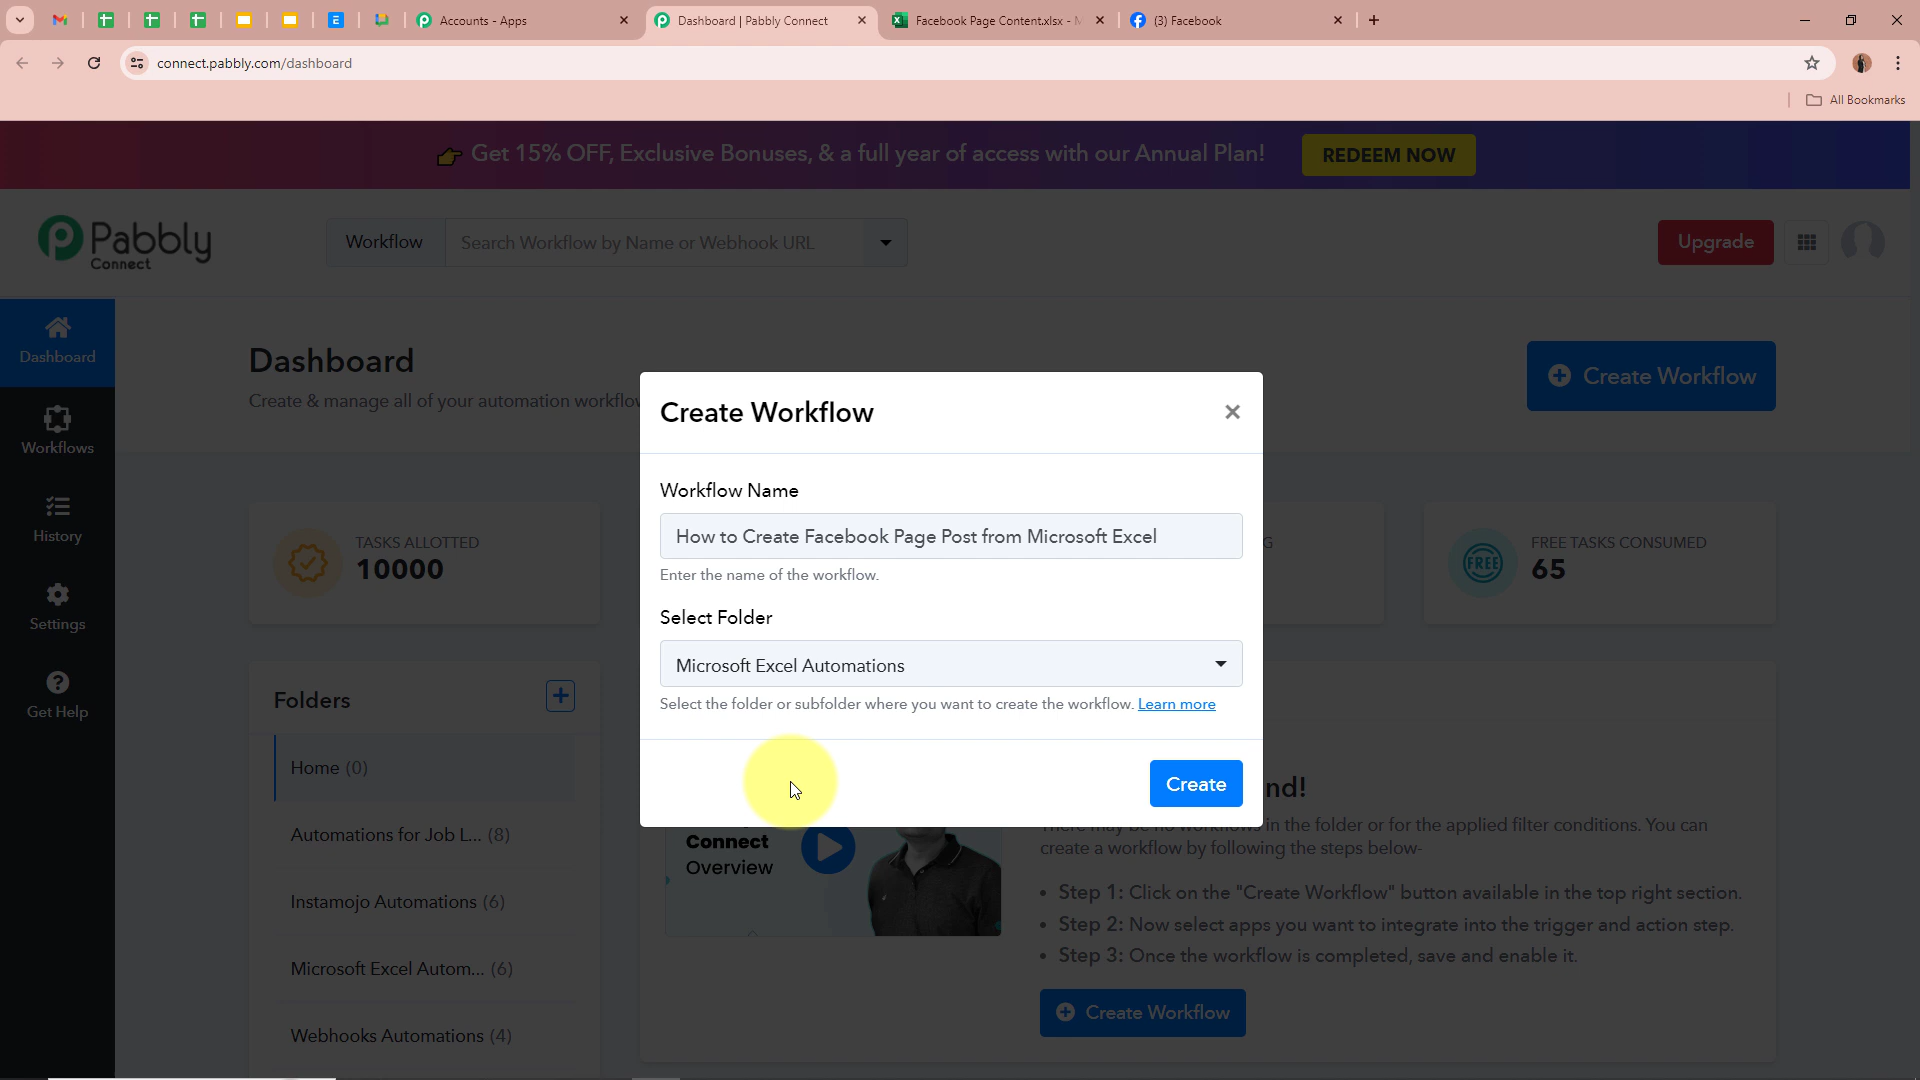 Accounts - Apps
Dashboard | Pabbly Connect
Facebook Page Content.xlsx - M
(3) Facebook
connect.pabbly.com/dashboard
All Bookmarks
Get 15% OFF, Exclusive Bonuses, & a full year of access with our Annual Plan!
REDEEM NOW
Pabbly
Connect
Workflow
Search Workflow by Name or Webhook URL
Upgrade
Dashboard
Workflows
History
Settings
Get Help
Dashboard
Create & manage all of your automation workflow
Create Workflow
TASKS ALLOTTED
10000
G
FREE
FREE TASKS CONSUMED
65
Create Workflow
Workflow Name
How to Create Facebook Page Post from Microsoft Excel
Enter the name of the workflow.
Select Folder
Microsoft Excel Automations
Select the folder or subfolder where you want to create the workflow. Learn more
Create
Folders
Home (0)
Automations for Job L... (8)
Instamojo Automations (6)
Microsoft Excel Autom... (6)
Webhooks Automations (4)
Connect
Overview
nd!
There may be no workflows in the folder or for the applied filter conditions. You can
create a workflow by following the steps below-
Step 1: Click on the "Create Workflow" button available in the top right section.
Step 2: Now select apps you want to integrate into the trigger and action step.
Step 3: Once the workflow is completed, save and enable it.
Create Workflow